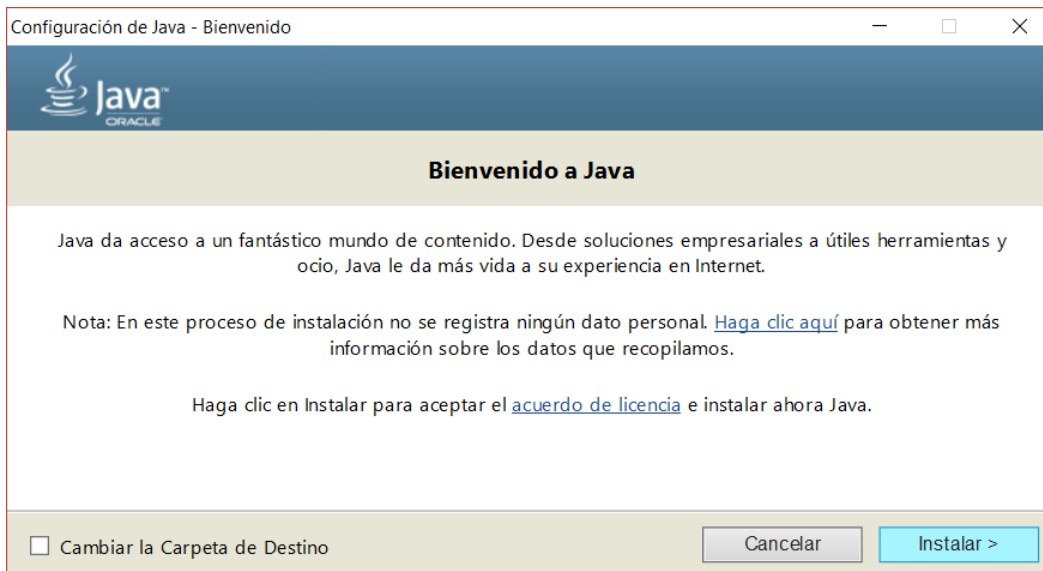 Configuración de Java - Bienvenido
Java™
ORACLE
Bienvenido a Java
Java da acceso a un fantástico mundo de contenido. Desde soluciones empresariales a útiles herramientas y
ocio, Java le da más vida a su experiencia en Internet.
Nota: En este proceso de instalación no se registra ningún dato personal. Haga clic aquí para obtener más
información sobre los datos que recopilamos.
Haga clic en Instalar para aceptar el acuerdo de licencia e instalar ahora Java.
Cambiar la Carpeta de Destino
Cancelar
Instalar >